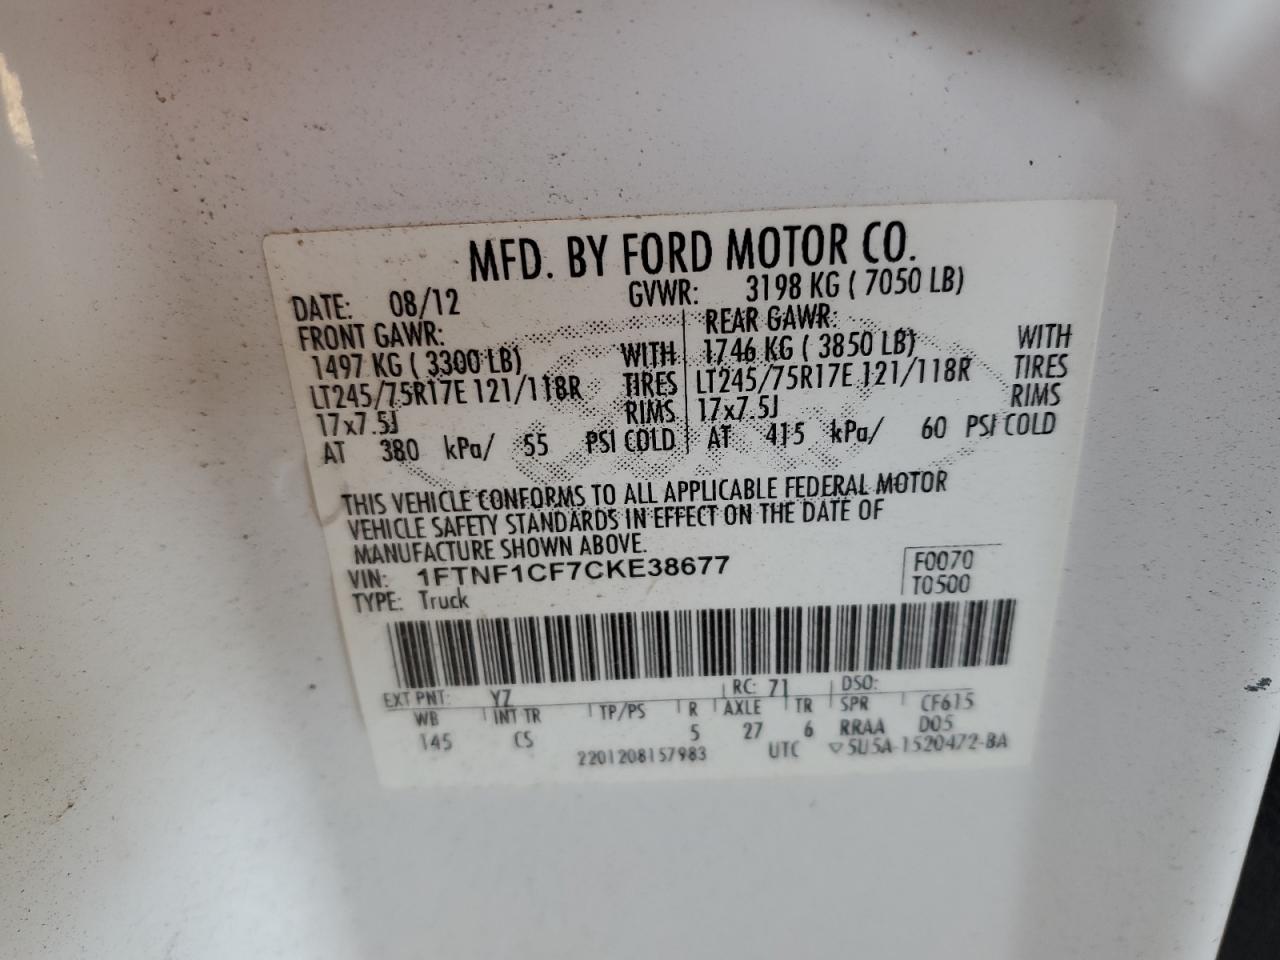 MFD. BY FORD MOTOR CO.
DATE: 08/12 GVWR: 3198 KG ( 7050 LB)
FRONT GAWR: REAR GAWR:
1497 KG ( 3300 LB) WITH 1746 KG ( 3850 LB) WITH
LT245/75R17E 121/118R TIRES LT245/75R17E 121/118R TIRES
17x7.5J RIMS 17x7.5J RIMS
AT 380 kPa/ 55 PSI COLD AT 415 kPa/ 60 PSI COLD
THIS VEHICLE CONFORMS TO ALL APPLICABLE FEDERAL MOTOR
VEHICLE SAFETY STANDARDS IN EFFECT ON THE DATE OF
MANUFACTURE SHOWN ABOVE.
VIN: 1FTNF1CF7CKE38677 F0070
TYPE: Truck T0500
EXT PNT: YZ RC: 71 DSO:
WB INT TR TP/PS R AXLE TR SPR CF615
145 CS 5 27 6 RRAA D05
2201208157983 UTC ▽5U5A-1520472-BA